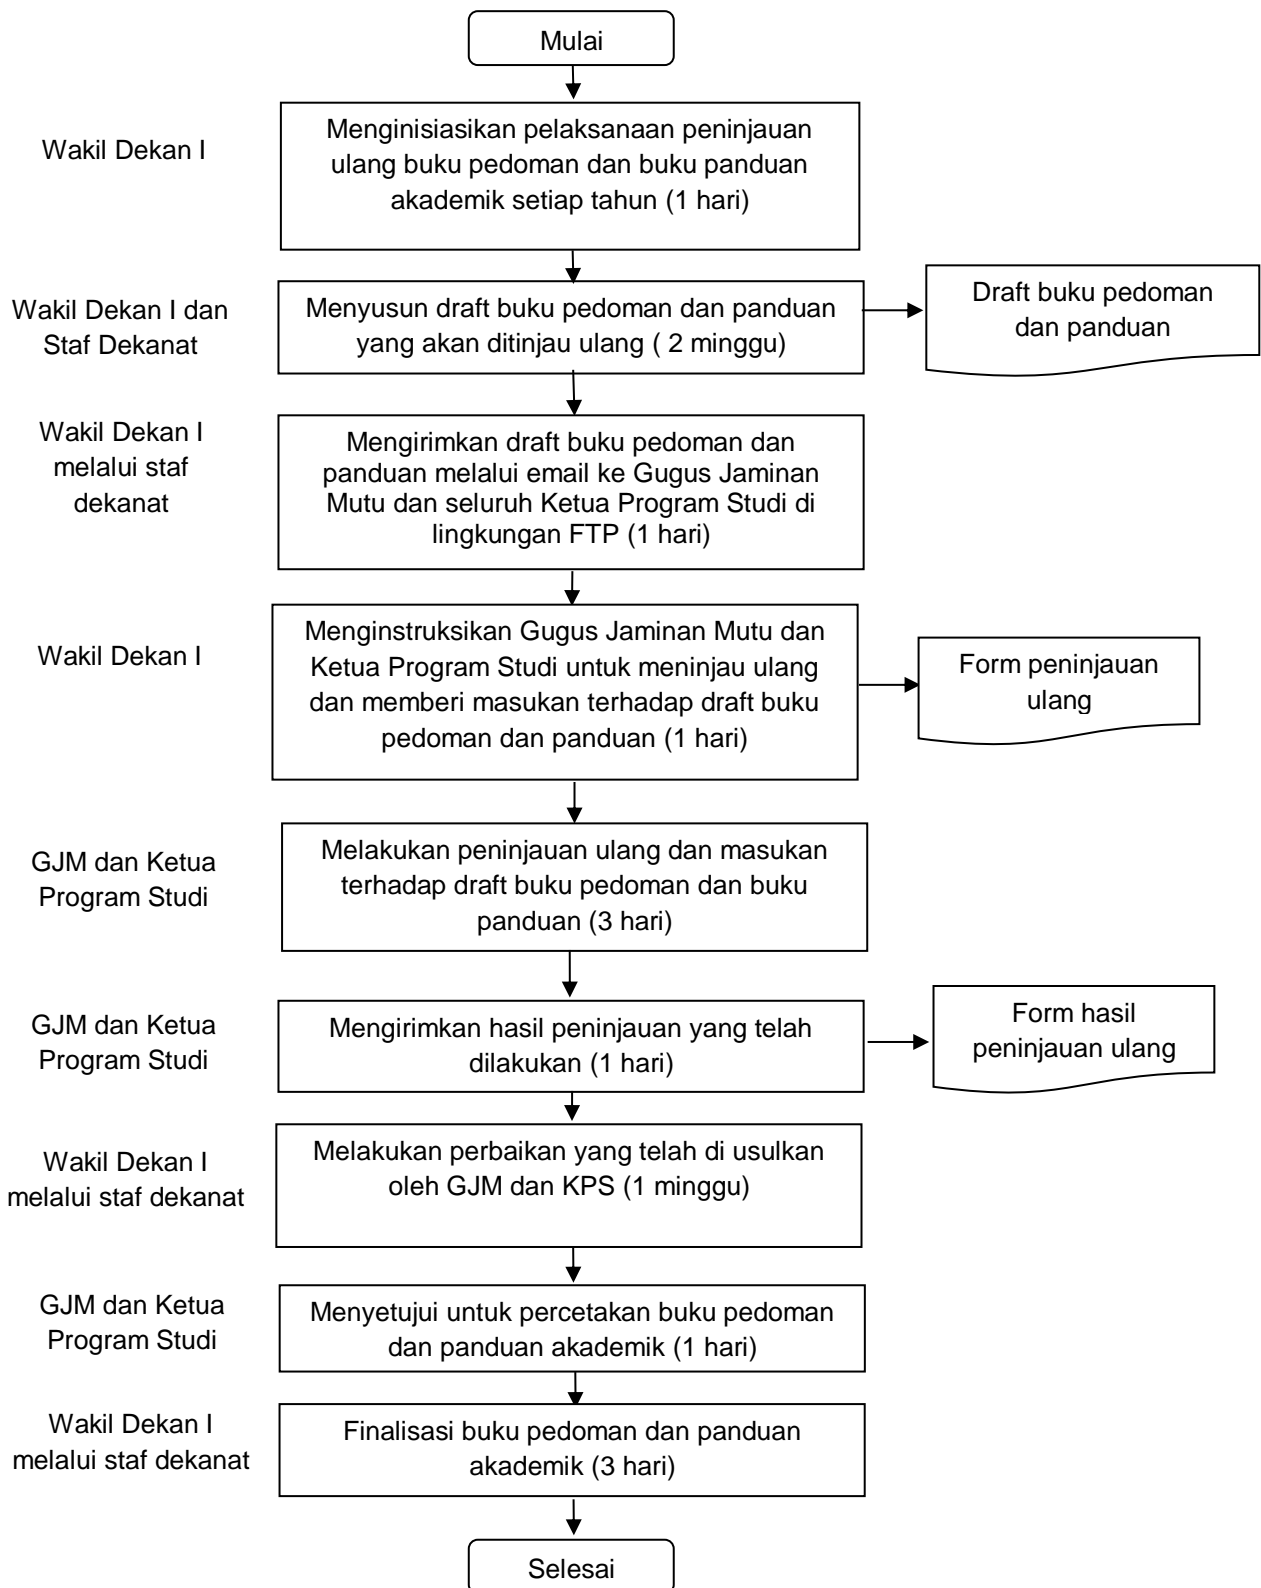 Mulai
Wakil Dekan I
Menginisiasikan pelaksanaan peninjauan
ulang buku pedoman dan buku panduan
akademik setiap tahun (1 hari)
Wakil Dekan I dan
Staf Dekanat
Menyusun draft buku pedoman dan panduan
yang akan ditinjau ulang ( 2 minggu)
Draft buku pedoman
dan panduan
Wakil Dekan I
melalui staf
dekanat
Mengirimkan draft buku pedoman dan
panduan melalui email ke Gugus Jaminan
Mutu dan seluruh Ketua Program Studi di
lingkungan FTP (1 hari)
Wakil Dekan I
Menginstruksikan Gugus Jaminan Mutu dan
Ketua Program Studi untuk meninjau ulang
dan memberi masukan terhadap draft buku
pedoman dan panduan (1 hari)
Form peninjauan
ulang
GJM dan Ketua
Program Studi
Melakukan peninjauan ulang dan masukan
terhadap draft buku pedoman dan buku
panduan (3 hari)
GJM dan Ketua
Program Studi
Mengirimkan hasil peninjauan yang telah
dilakukan (1 hari)
Form hasil
peninjauan ulang
Wakil Dekan I
melalui staf dekanat
Melakukan perbaikan yang telah di usulkan
oleh GJM dan KPS (1 minggu)
GJM dan Ketua
Program Studi
Menyetujui untuk percetakan buku pedoman
dan panduan akademik (1 hari)
Wakil Dekan I
melalui staf dekanat
Finalisasi buku pedoman dan panduan
akademik (3 hari)
Selesai